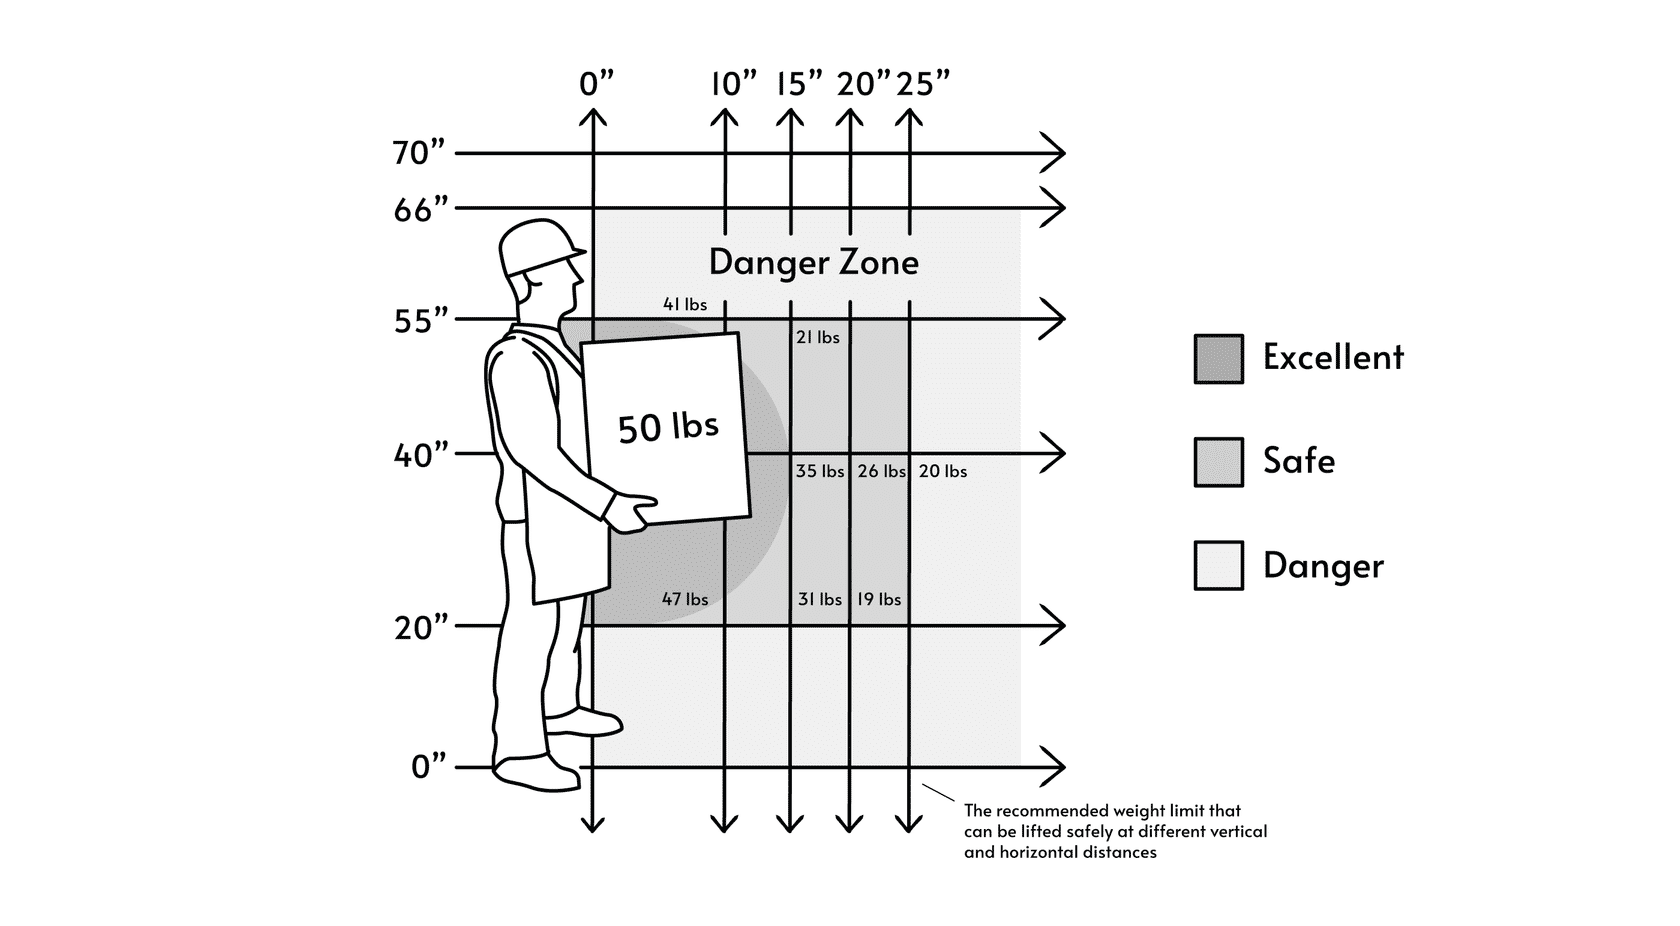 0” 10” 15” 20” 25”
70”
66”
Danger Zone
41 lbs
55”
21 lbs
Excellent
50 lbs
40”
35 lbs 26 lbs 20 lbs
Safe
Danger
47 lbs 31 lbs 19 lbs
20”
0”
The recommended weight limit that
can be lifted safely at different vertical
and horizontal distances